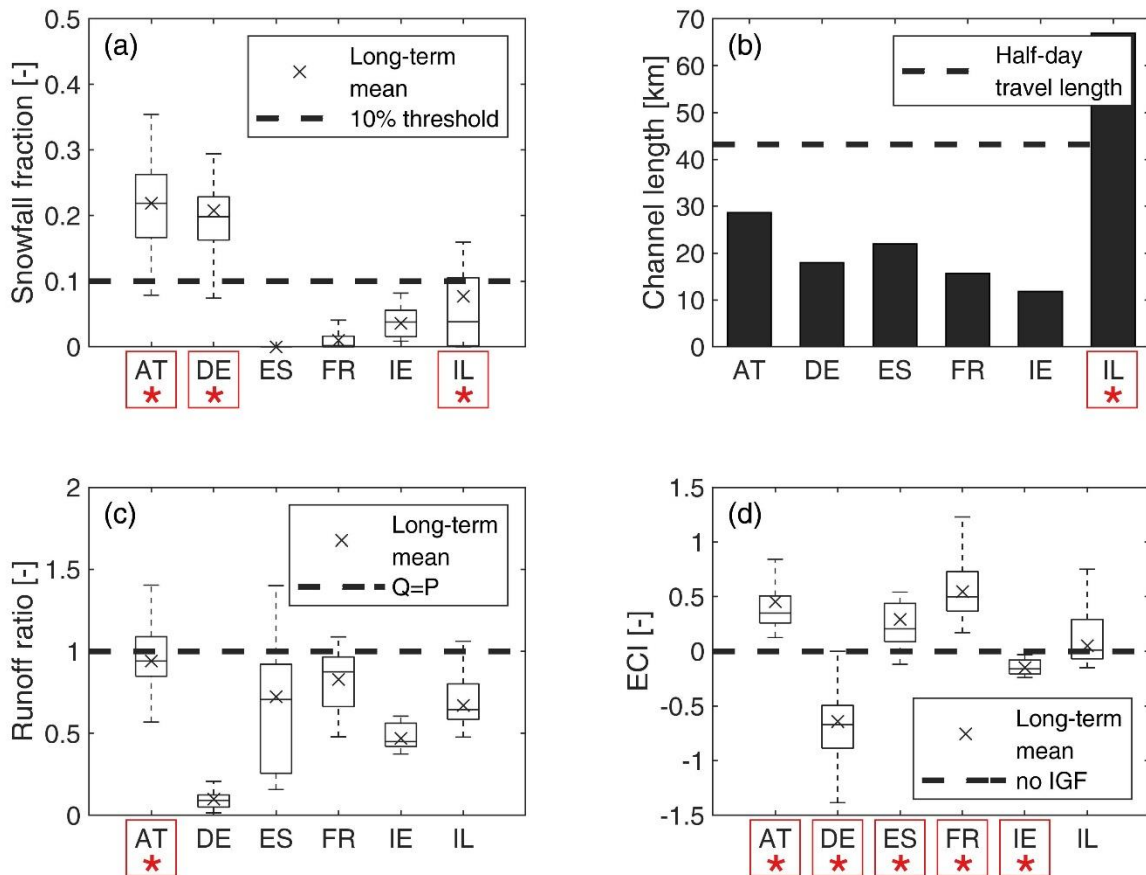 (a)
Long-term
mean
10% threshold
Snowfall fraction [-]
0.5
0.4
0.3
0.2
0.1
0
AT DE ES FR IE IL
* * *
(b)
Half-day
travel length
Channel length [km]
70
60
50
40
30
20
10
0
AT DE ES FR IE IL
*
(c)
Long-term
mean
Q=P
Runoff ratio [-]
2
1.5
1
0.5
0
AT DE ES FR IE IL
*
(d)
ECI [-]
1.5
1
0.5
0
-0.5
-1
-1.5
Long-term
mean
no IGF
AT DE ES FR IE IL
* * * * *